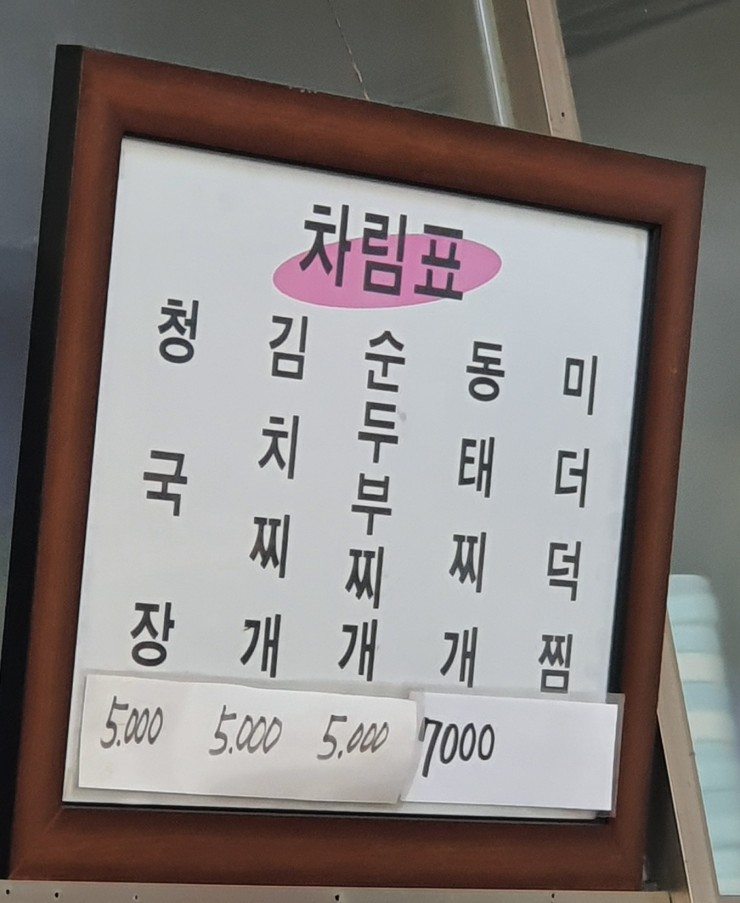 차림표
청국장
김치찌개
순두부찌개
동태찌개
미더덕찜
5.000 5.000 5.000 7000